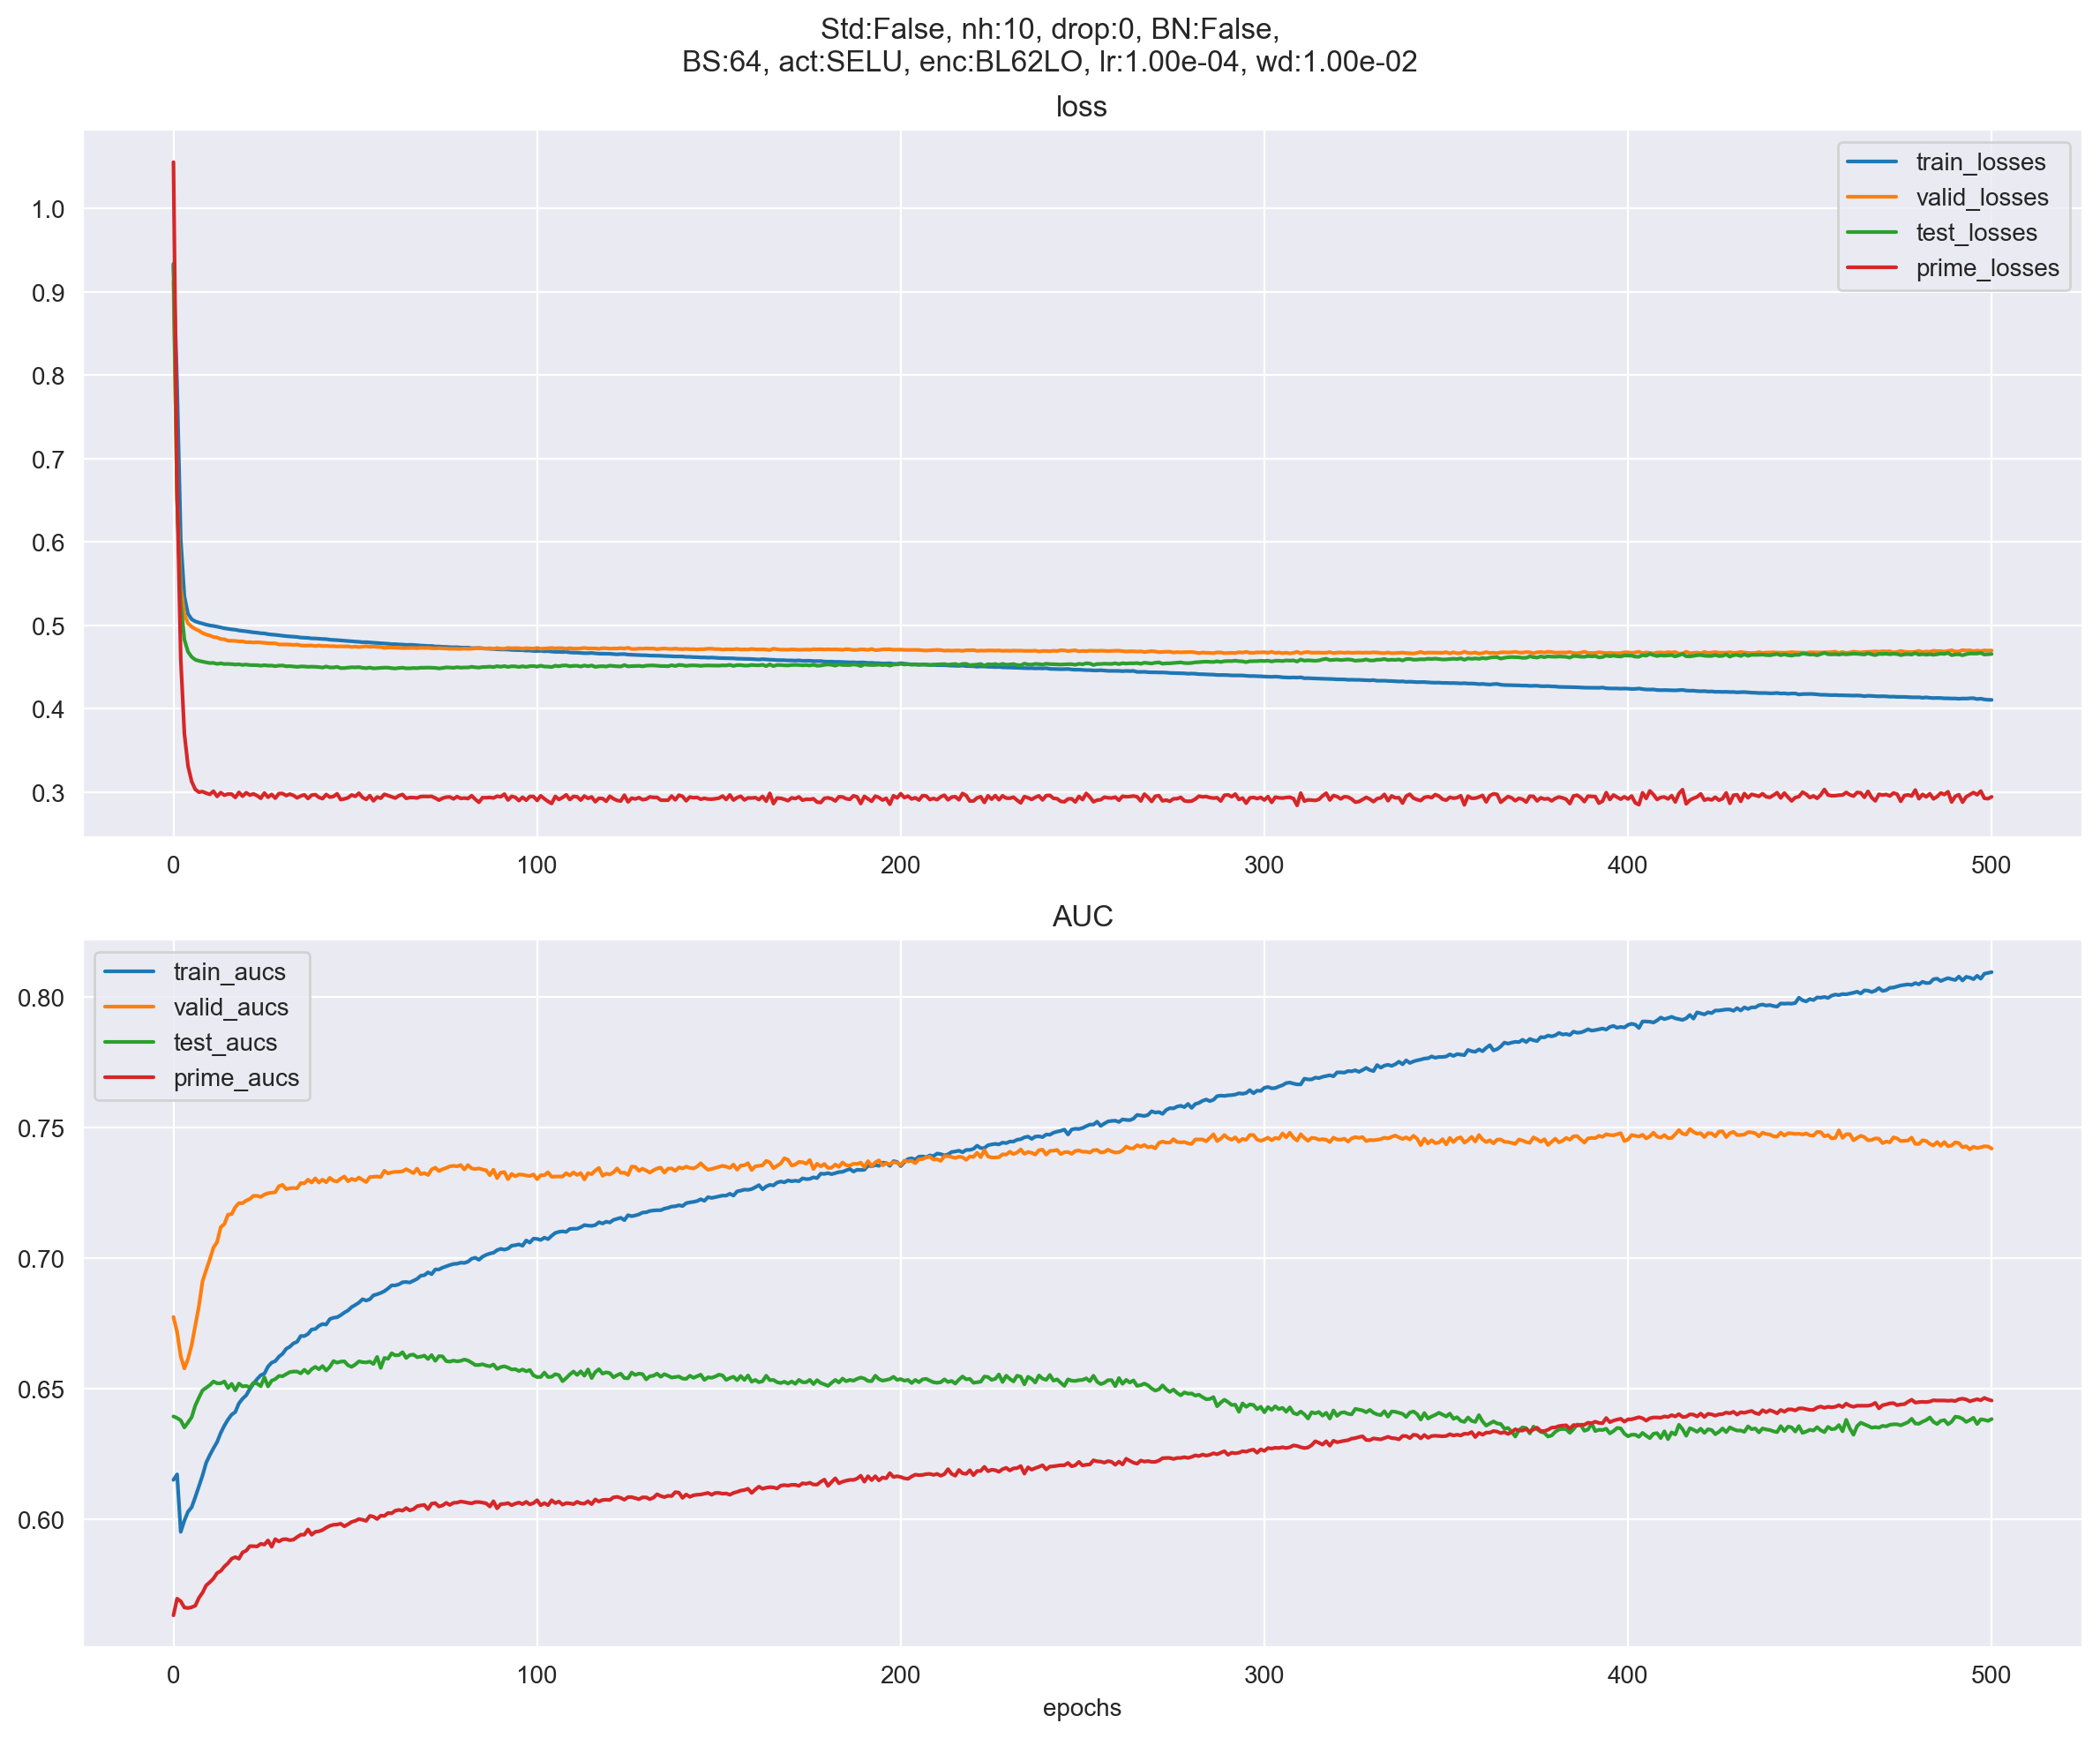 Std:False, nh:10, drop:0, BN:False,
BS:64, act:SELU, enc:BL62LO, lr:1.00e-04, wd:1.00e-02
loss
train_losses
valid_losses
test_losses
prime_losses
1.0
0.9
0.8
0.7
0.6
0.5
0.4
0.3
0 100 200 300 400 500
AUC
train_aucs
valid_aucs
test_aucs
prime_aucs
0.80
0.75
0.70
0.65
0.60
0 100 200 300 400 500
epochs